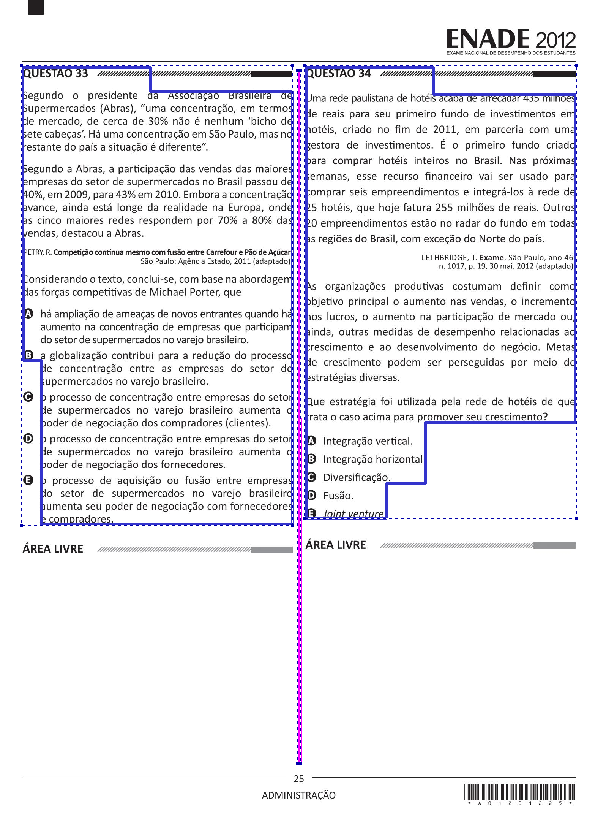 ENADE 2012
EXAME NACIONAL DE DESEMPENHO DOS ESTUDANTES
QUESTÃO 33
Segundo o presidente da Associação Brasileira de
Supermercados (Abras), “uma concentração, em termos
de mercado, de cerca de 30% não é nenhum ‘bicho de
sete cabeças’. Há uma concentração em São Paulo, mas no
restante do país a situação é diferente”.
Segundo a Abras, a participação das vendas das maiores
empresas do setor de supermercados no Brasil passou de
40%, em 2009, para 43% em 2010. Embora a concentração
avance, ainda está longe da realidade na Europa, onde
as cinco maiores redes respondem por 70% a 80% das
vendas, destacou a Abras.
PETRY. R. Competição continua mesmo com fusão entre Carrefour e Pão de Açúcar.
São Paulo: Agência Estado, 2011 (adaptado)
Considerando o texto, conclui-se, com base na abordagem
das forças competitivas de Michael Porter, que
A há ampliação de ameaças de novos entrantes quando há
aumento na concentração de empresas que participam
do setor de supermercados no varejo brasileiro.
B a globalização contribui para a redução do processo
de concentração entre as empresas do setor de
supermercados no varejo brasileiro.
C o processo de concentração entre empresas do setor
de supermercados no varejo brasileiro aumenta o
poder de negociação dos compradores (clientes).
D o processo de concentração entre empresas do setor
de supermercados no varejo brasileiro aumenta o
poder de negociação dos fornecedores.
E o processo de aquisição ou fusão entre empresas
do setor de supermercados no varejo brasileiro
aumenta seu poder de negociação com fornecedores
e compradores.
ÁREA LIVRE
QUESTÃO 34
Uma rede paulistana de hotéis acaba de arrecadar 435 milhões
de reais para seu primeiro fundo de investimentos em
hotéis, criado no fim de 2011, em parceria com uma
gestora de investimentos. É o primeiro fundo criado
para comprar hotéis inteiros no Brasil. Nas próximas
semanas, esse recurso financeiro vai ser usado para
comprar seis empreendimentos e integrá-los à rede de
25 hotéis, que hoje fatura 255 milhões de reais. Outros
20 empreendimentos estão no radar do fundo em todas
as regiões do Brasil, com exceção do Norte do país.
LETHBRIDGE, T. Exame. São Paulo, ano 46
n. 1017, p. 19, 30 mai. 2012 (adaptado)
As organizações produtivas costumam definir como
objetivo principal o aumento nas vendas, o incremento
nos lucros, o aumento na participação de mercado ou,
ainda, outras medidas de desempenho relacionadas ao
crescimento e ao desenvolvimento do negócio. Metas
de crescimento podem ser perseguidas por meio de
estratégias diversas.
Que estratégia foi utilizada pela rede de hotéis de que
trata o caso acima para promover seu crescimento?
A Integração vertical.
B Integração horizontal.
C Diversificação.
D Fusão.
E Joint venture.
ÁREA LIVRE
25
ADMINISTRAÇÃO